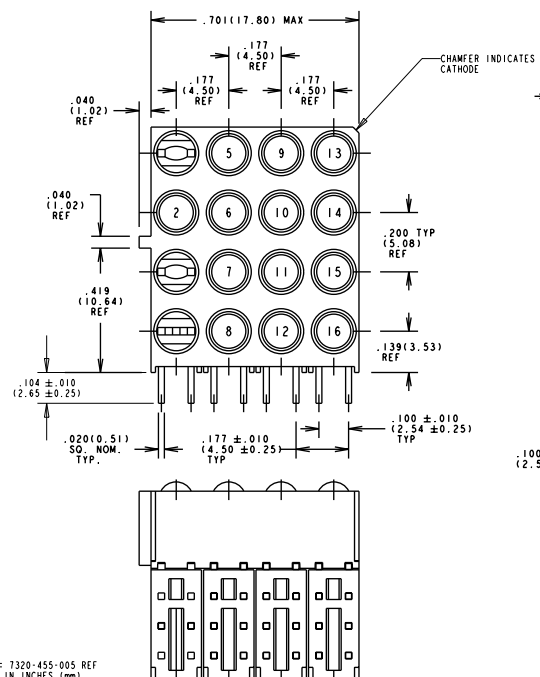 .701(17.80) MAX
.177
(4.50)
REF
.177
(4.50)
REF
.177
(4.50)
REF
CHAMFER INDICATES
CATHODE
.040
(1.02)
REF
5
9
13
.040
(1.02)
REF
2
6
10
14
.200 TYP
(5.08)
REF
7
11
15
.419
(10.64)
REF
8
12
16
.139(3.53)
REF
.104 ±.010
(2.65 ±0.25)
.100 ±.010
(2.54 ±0.25)
TYP
.020(0.51)
SQ. NOM.
TYP.
.177 ±.010
(4.50 ±0.25)
TYP
.100
(2.5
: 7320-455-005 REF
IN INCHES (mm)